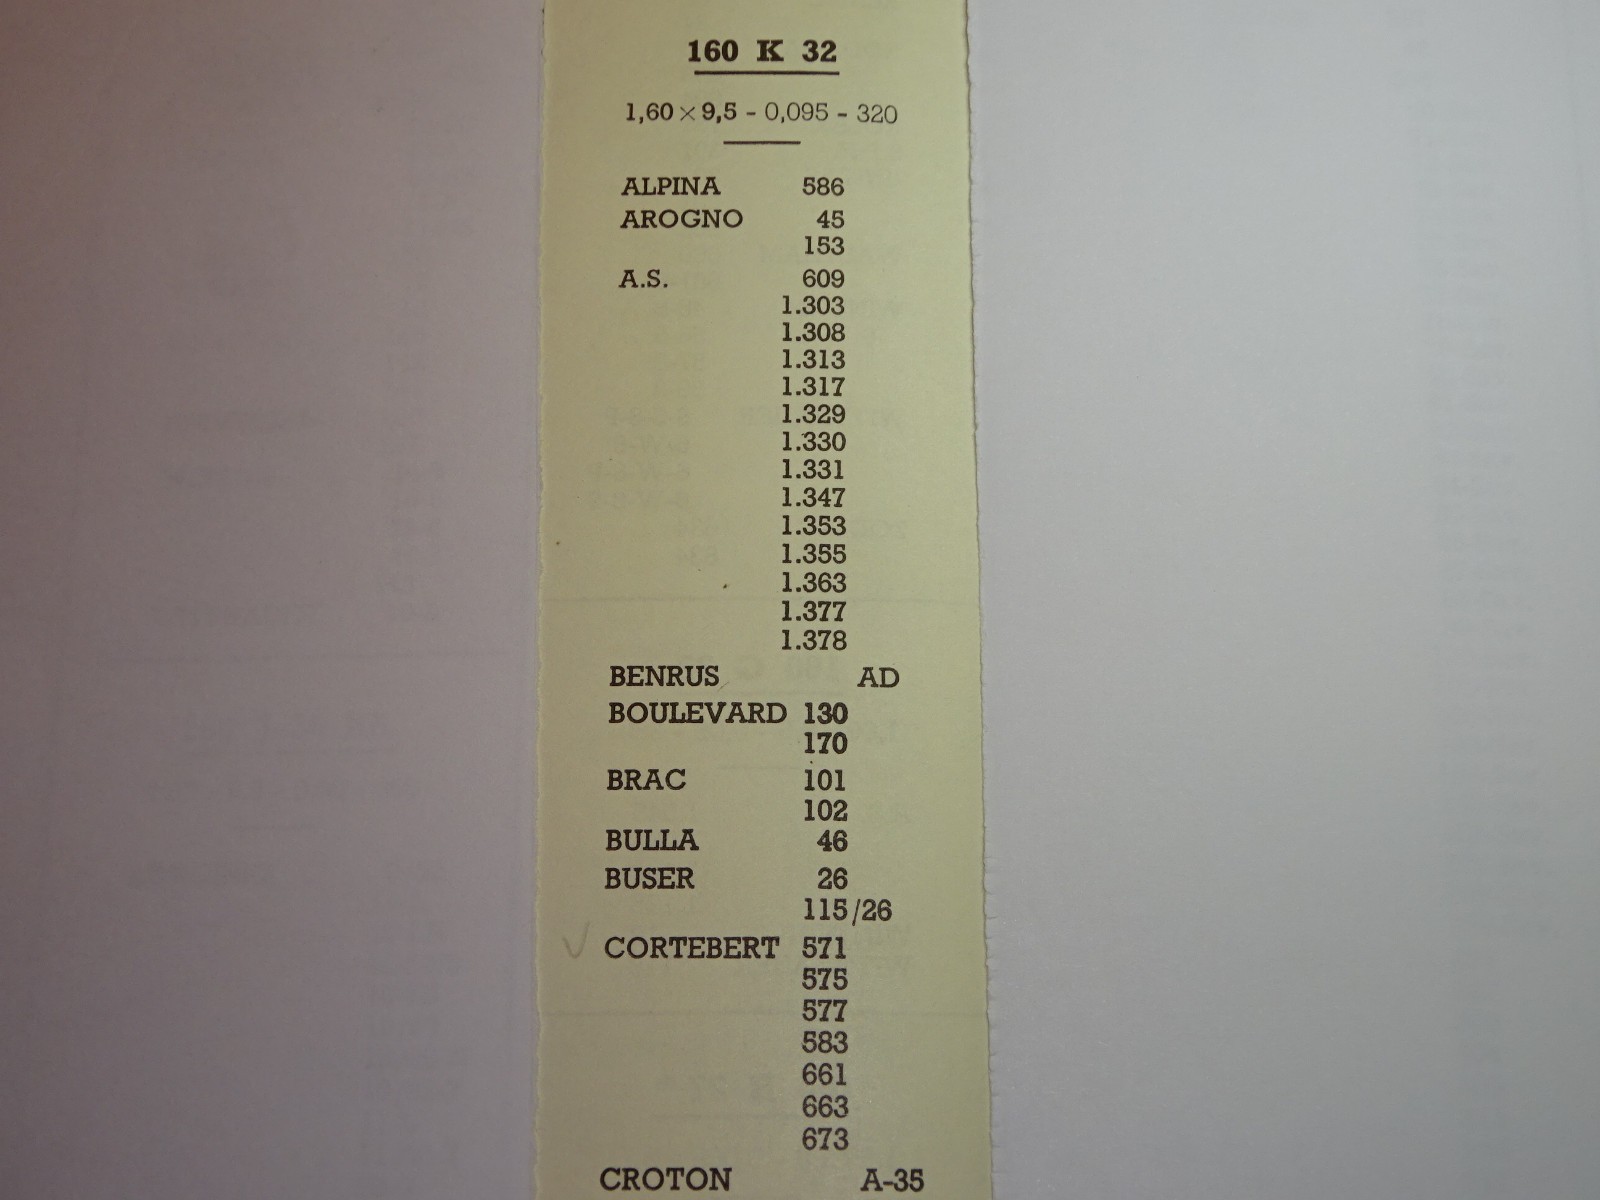 160 K 32
1,60 × 9,5 - 0,095 - 320
ALPINA 586
AROGNO 45
153
A.S. 609
1.303
1.308
1.313
1.317
1.329
1.330
1.331
1.347
1.353
1.355
1.363
1.377
1.378
BENRUS AD
BOULEVARD 130
170
BRAC 101
102
BULLA 46
BUSER 26
115/26
CORTEBERT 571
575
577
583
661
663
673
CROTON A-35